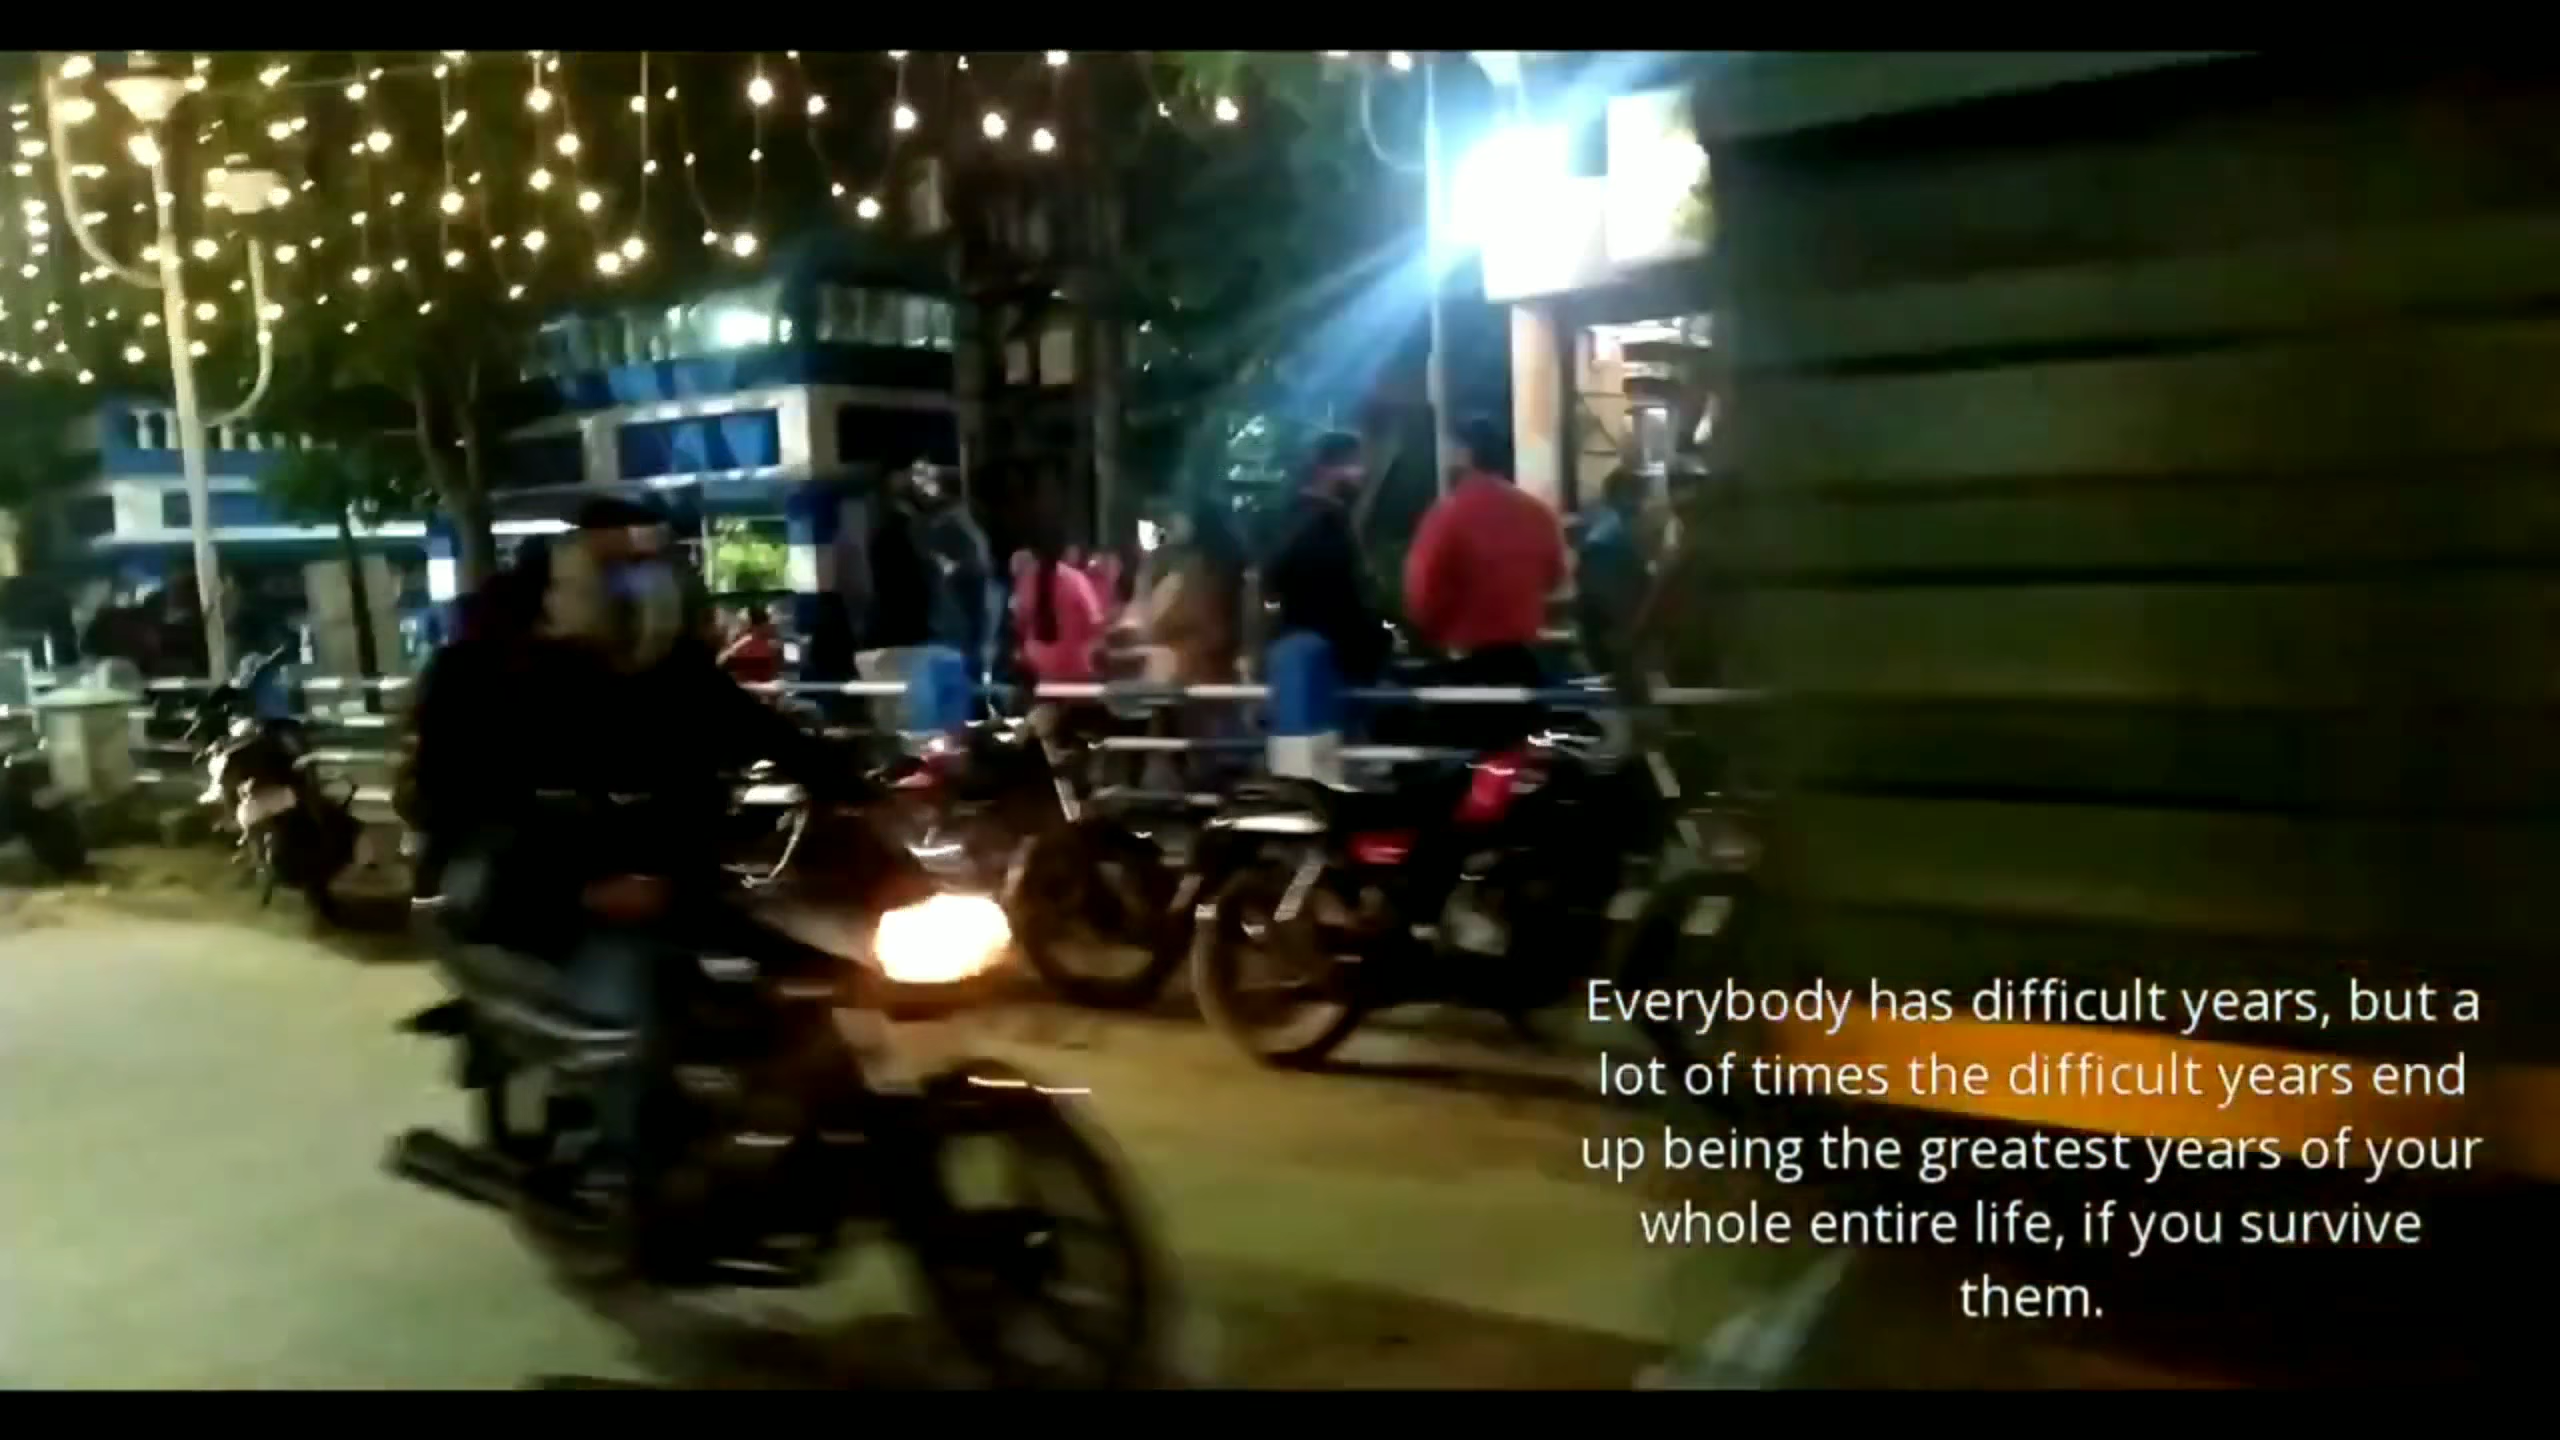 Everybody has difficult years, but a
lot of times the difficult years end
up being the greatest years of your
whole entire life, if you survive
them.